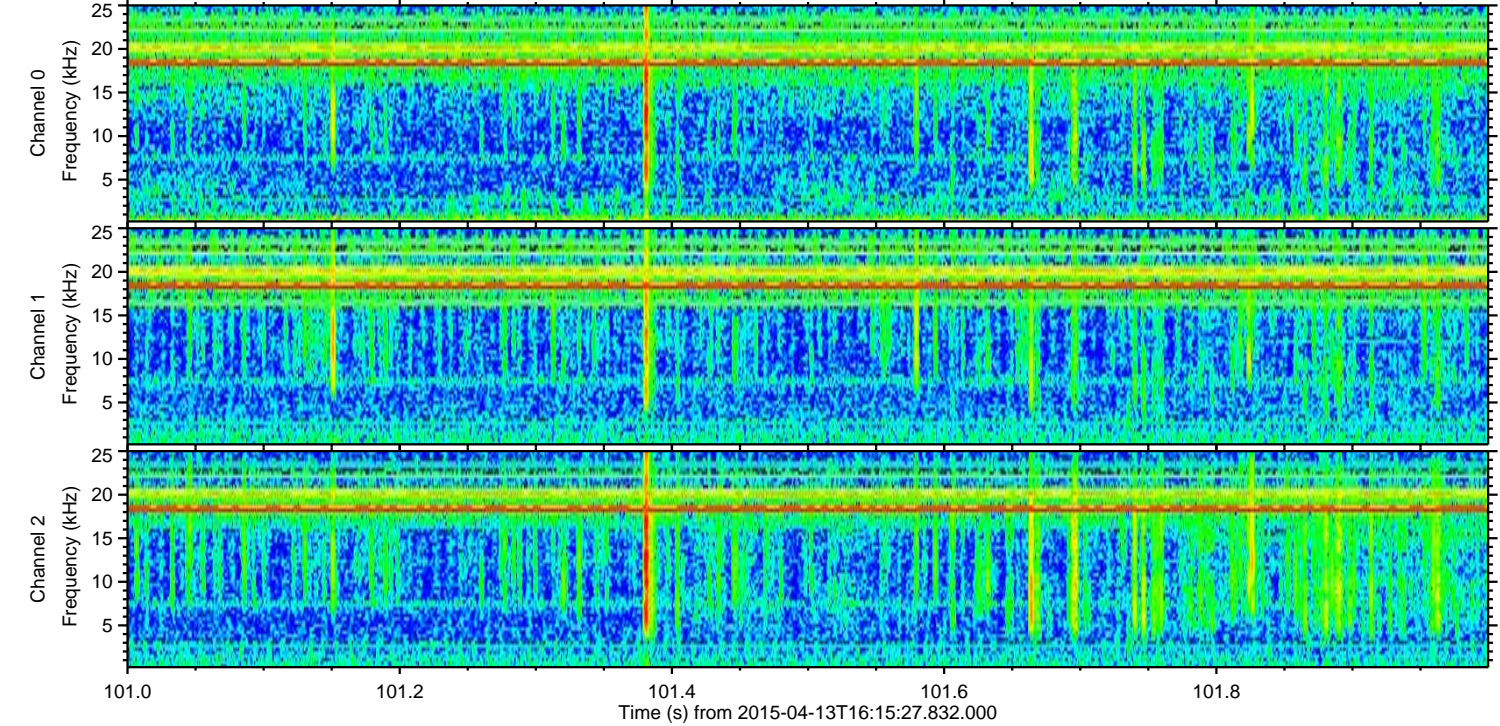 Channel 0
Frequency (kHz)
25
20
15
10
5
Channel 1
Frequency (kHz)
25
20
15
10
5
Channel 2
Frequency (kHz)
25
20
15
10
5
101.0 101.2 101.4 101.6 101.8
Time (s) from 2015-04-13T16:15:27.832.000